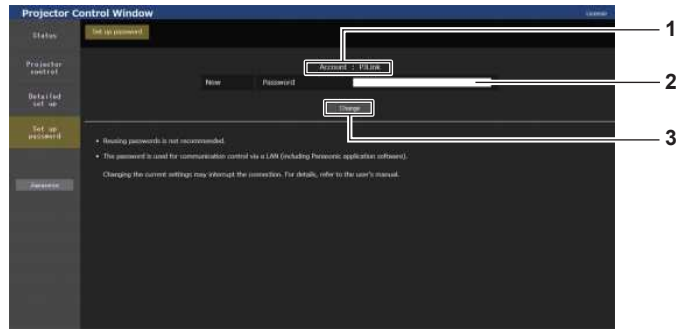 Projector Control Window
License
Status
Set up password
1
Projector
control
Account : PJLink
New
Password
2
Detailed
set up
Change
Set up
password
3
• Reusing passwords is not recommended.
• The password is used for communication control via a LAN (including Panasonic application software).
Changing the current settings may interrupt the connection. For details, refer to the user's manual.
Japanese